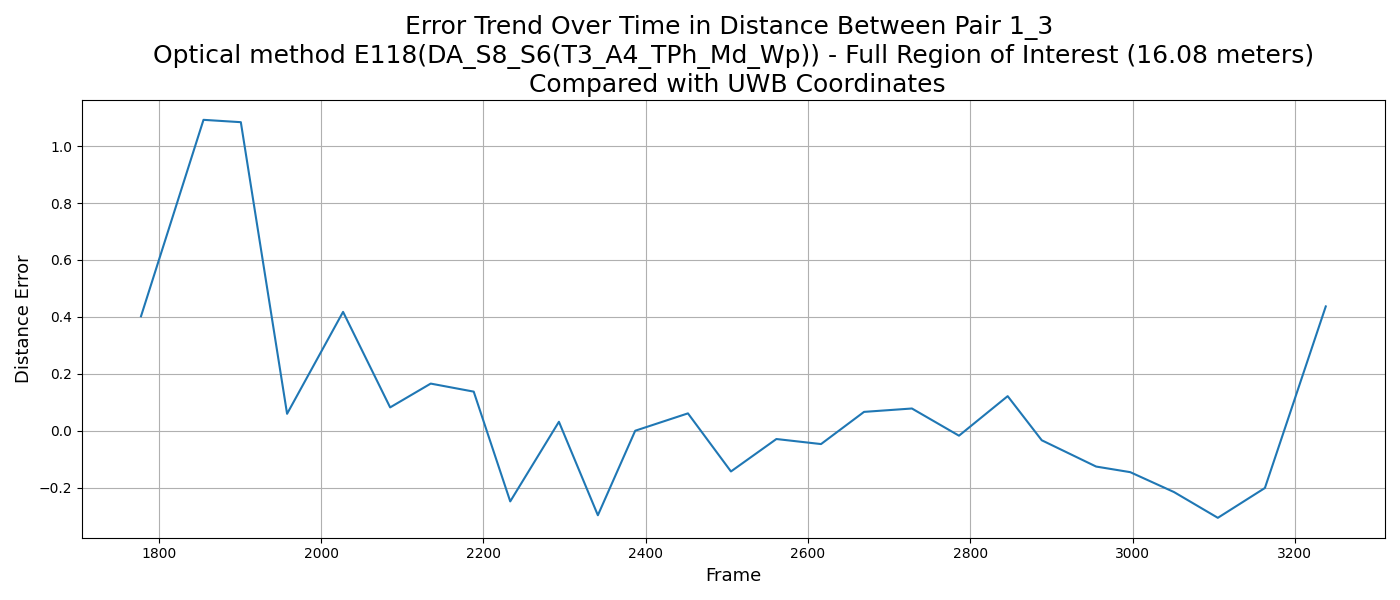 Error Trend Over Time in Distance Between Pair 1_3
Optical method E118(DA_S8_S6(T3_A4_TPh_Md_Wp)) - Full Region of Interest (16.08 meters)
Compared with UWB Coordinates
1.0
0.8
0.6
0.4
0.2
0.0
−0.2
Distance Error
1800 2000 2200 2400 2600 2800 3000 3200
Frame